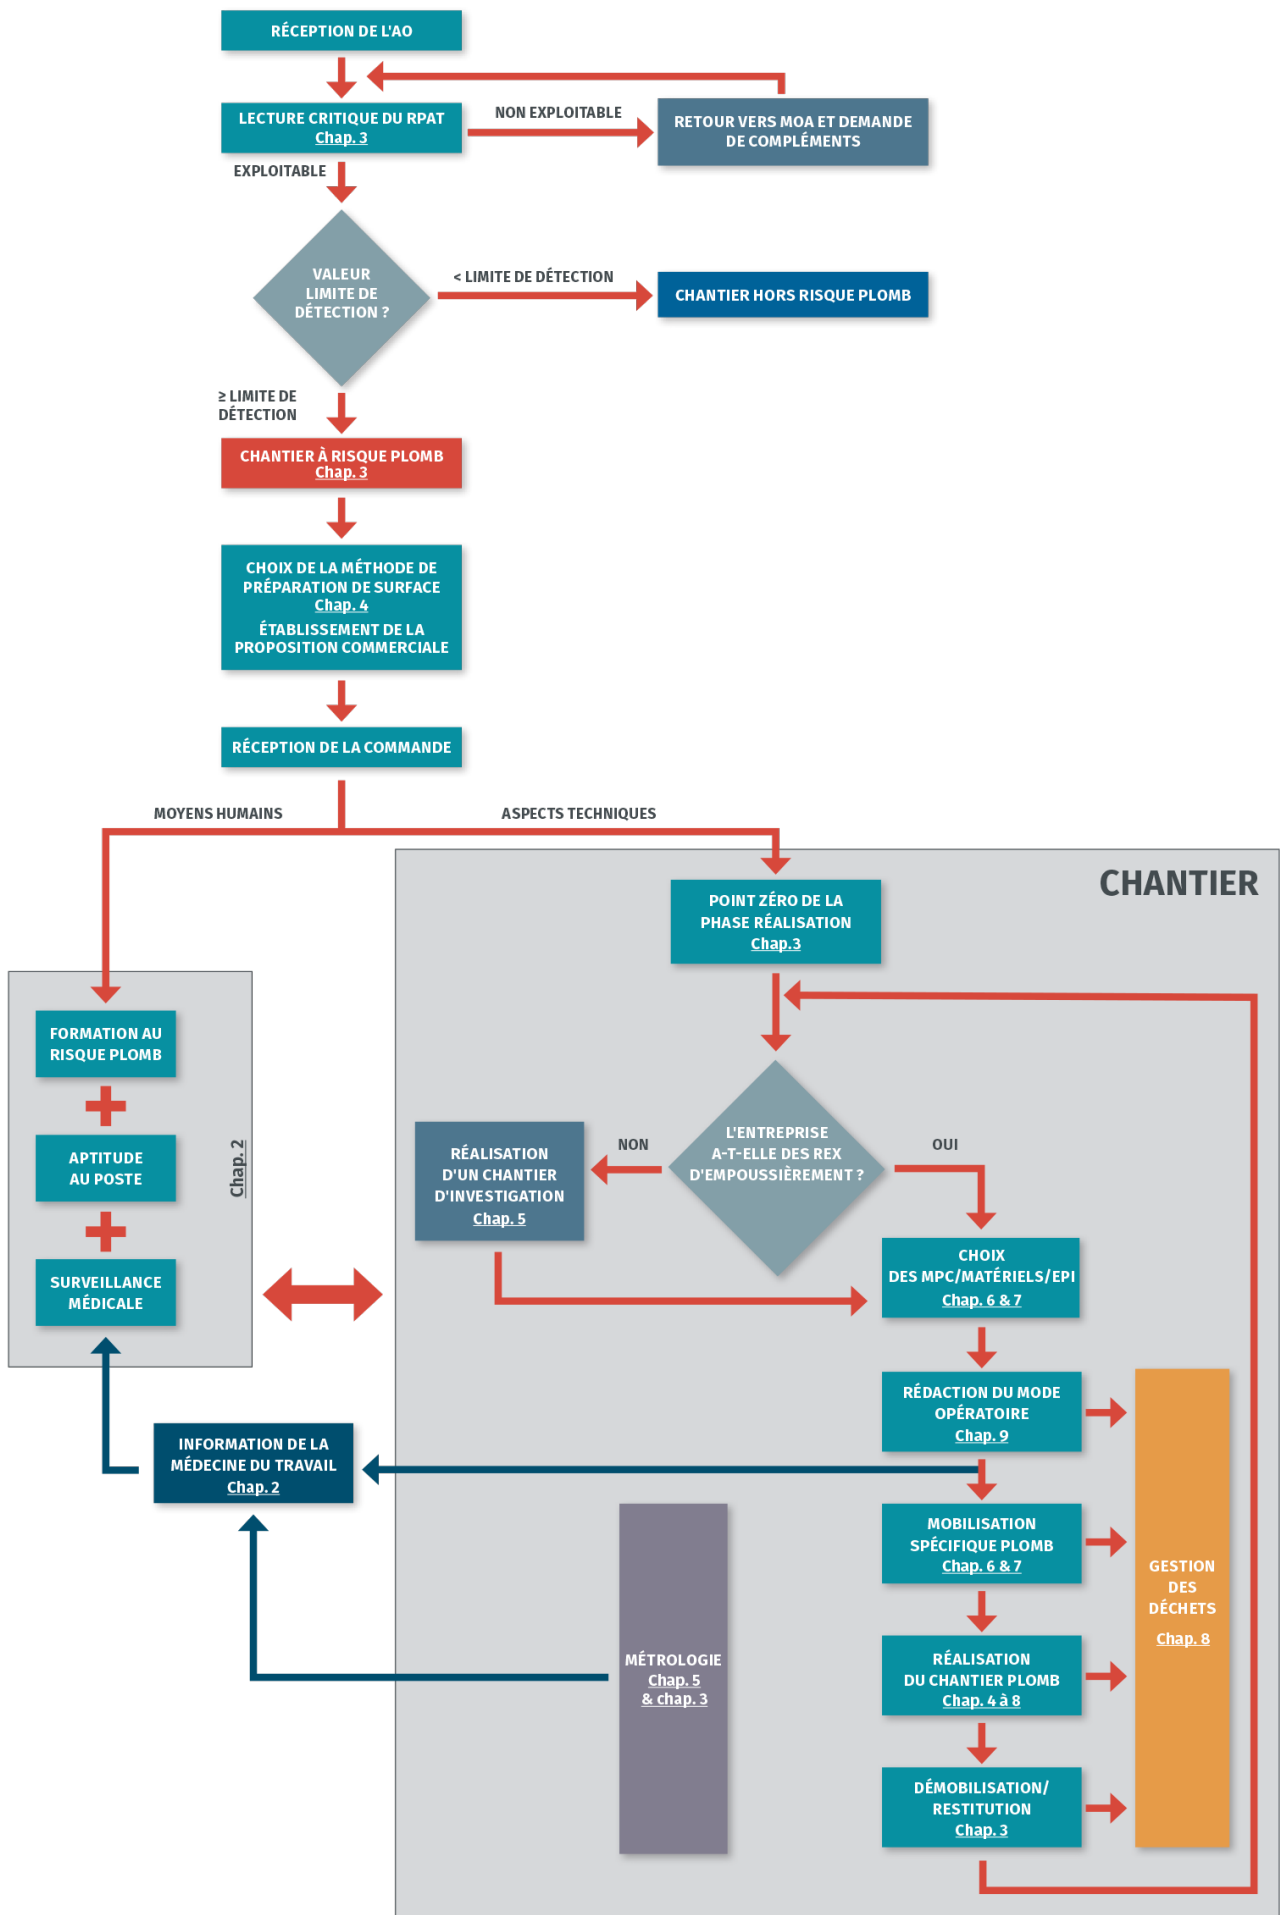 RÉCEPTION DE L'AO
LECTURE CRITIQUE DU RPAT
Chap. 3
NON EXPLOITABLE
RETOUR VERS MOA ET DEMANDE
DE COMPLÉMENTS
EXPLOITABLE
VALEUR
LIMITE DE
DÉTECTION ?
< LIMITE DE DÉTECTION
CHANTIER HORS RISQUE PLOMB
≥ LIMITE DE
DÉTECTION
CHANTIER À RISQUE PLOMB
Chap. 3
CHOIX DE LA MÉTHODE DE
PRÉPARATION DE SURFACE
Chap. 4
ÉTABLISSEMENT DE LA
PROPOSITION COMMERCIALE
RÉCEPTION DE LA COMMANDE
MOYENS HUMAINS
ASPECTS TECHNIQUES
CHANTIER
POINT ZÉRO DE LA
PHASE RÉALISATION
Chap.3
FORMATION AU
RISQUE PLOMB
APTITUDE
AU POSTE
SURVEILLANCE
MÉDICALE
Chap. 2
L'ENTREPRISE
A-T-ELLE DES REX
D'EMPOUSSIÈREMENT ?
NON
OUI
RÉALISATION
D'UN CHANTIER
D'INVESTIGATION
Chap. 5
CHOIX
DES MPC/MATÉRIELS/EPI
Chap. 6 & 7
RÉDACTION DU MODE
OPÉRATOIRE
Chap. 9
INFORMATION DE LA
MÉDECINE DU TRAVAIL
Chap. 2
MOBILISATION
SPÉCIFIQUE PLOMB
Chap. 6 & 7
GESTION
DES
DÉCHETS
Chap. 8
MÉTROLOGIE
Chap. 5
& chap. 3
RÉALISATION
DU CHANTIER PLOMB
Chap. 4 à 8
DÉMOBILISATION/
RESTITUTION
Chap. 3